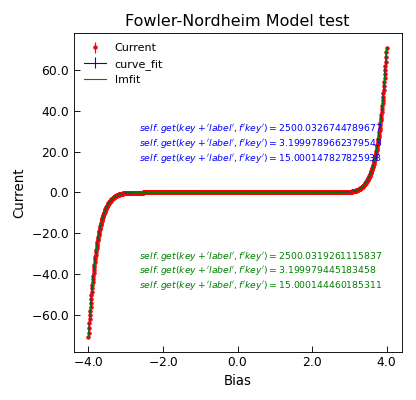 Fowler-Nordheim Model test
Current
curve_fit
lmfit
60.0
40.0
20.0
0.0
−20.0
−40.0
−60.0
Current
self.get(key +′label′, f′key′) = 2500.0326744789677
self.get(key +′label′, f′key′) = 3.1999789662379543
self.get(key +′label′, f′key′) = 15.000147827825938
self.get(key +′label′, f′key′) = 2500.0319261115837
self.get(key +′label′, f′key′) = 3.199979445183458
self.get(key +′label′, f′key′) = 15.000144460185311
−4.0 −2.0 0.0 2.0 4.0
Bias